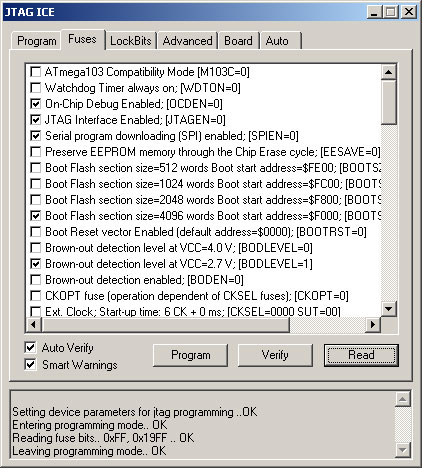 JTAG ICE
Program Fuses LockBits Advanced Board Auto
ATmega103 Compatibility Mode [M103C=0]
Watchdog Timer always on; [WDTON=0]
On-Chip Debug Enabled; [OCDEN=0]
JTAG Interface Enabled; [JTAGEN=0]
Serial program downloading (SPI) enabled; [SPIEN=0]
Preserve EEPROM memory through the Chip Erase cycle; [EESAVE=0]
Boot Flash section size=512 words Boot start address=$FE00; [BOOTSZ
Boot Flash section size=1024 words Boot start address=$FC00; [BOOTS
Boot Flash section size=2048 words Boot start address=$F800; [BOOTS
Boot Flash section size=4096 words Boot start address=$F000; [BOOTS
Boot Reset vector Enabled (default address=$0000); [BOOTRST=0]
Brown-out detection level at VCC=4.0 V; [BODLEVEL=0]
Brown-out detection level at VCC=2.7 V; [BODLEVEL=1]
Brown-out detection enabled; [BODEN=0]
CKOPT fuse (operation dependent of CKSEL fuses); [CKOPT=0]
Ext. Clock; Start-up time: 6 CK + 0 ms; [CKSEL=0000 SUT=00]
Auto Verify
Smart Warnings
Program Verify Read
Setting device parameters for jtag programming ..OK
Entering programming mode.. OK
Reading fuse bits.. 0xFF, 0x19FF .. OK
Leaving programming mode.. OK